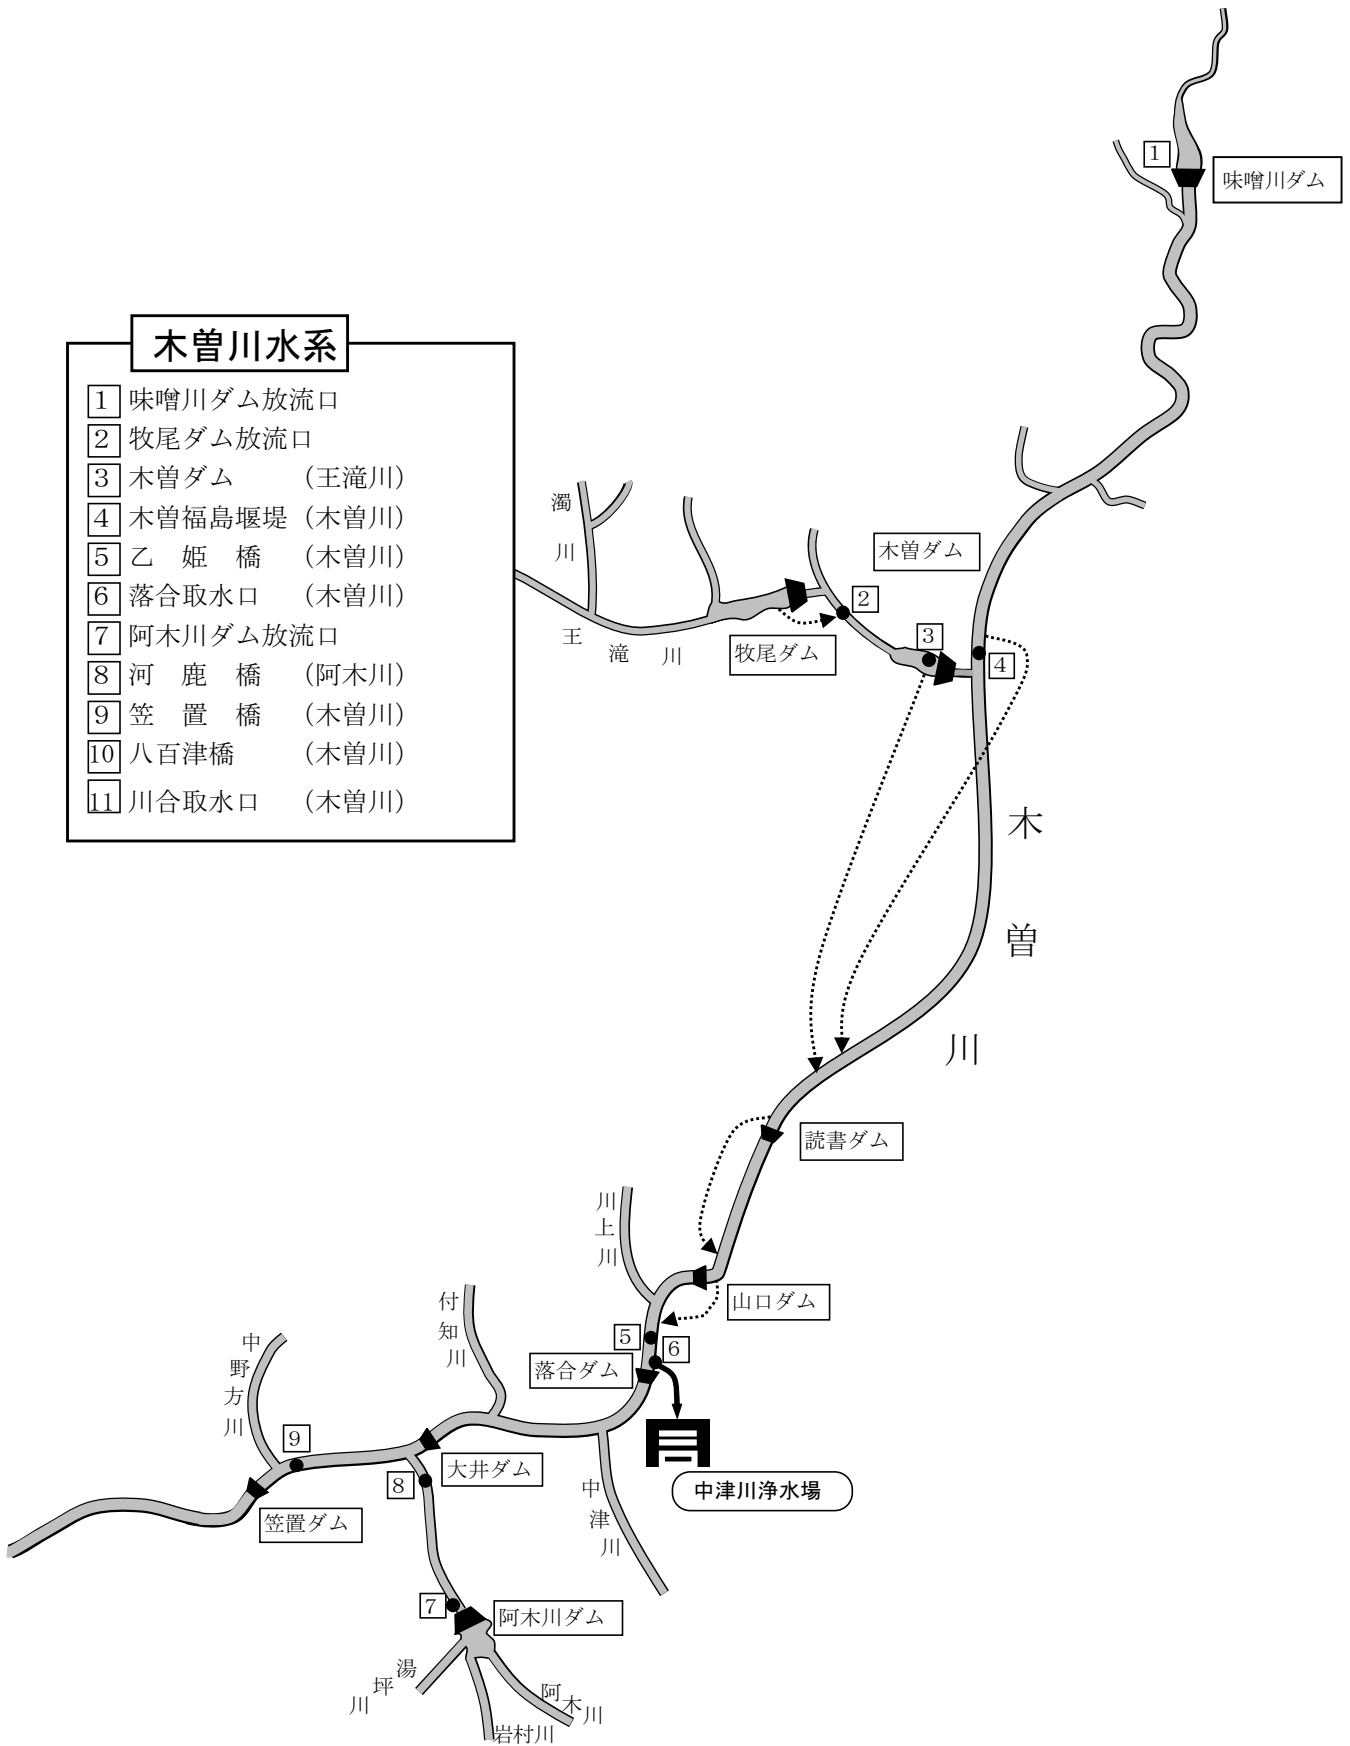 1
味噌川ダム
木曽川水系
1 味噌川ダム放流口
2 牧尾ダム放流口
3 木曽ダム （王滝川）
4 木曽福島堰堤 （木曽川）
5 乙 姫 橋 （木曽川）
6 落合取水口 （木曽川）
7 阿木川ダム放流口
8 河 鹿 橋 （阿木川）
9 笠 置 橋 （木曽川）
10 八百津橋 （木曽川）
11 川合取水口 （木曽川）
濁川
王滝川
木曽ダム
2
牧尾ダム
3
4
木曽川
読書ダム
川上川
山口ダム
5
6
落合ダム
付知川
中野方川
9
大井ダム
8
中津川浄水場
笠置ダム
中津川
7
阿木川ダム
湯坪川
阿木川
岩村川